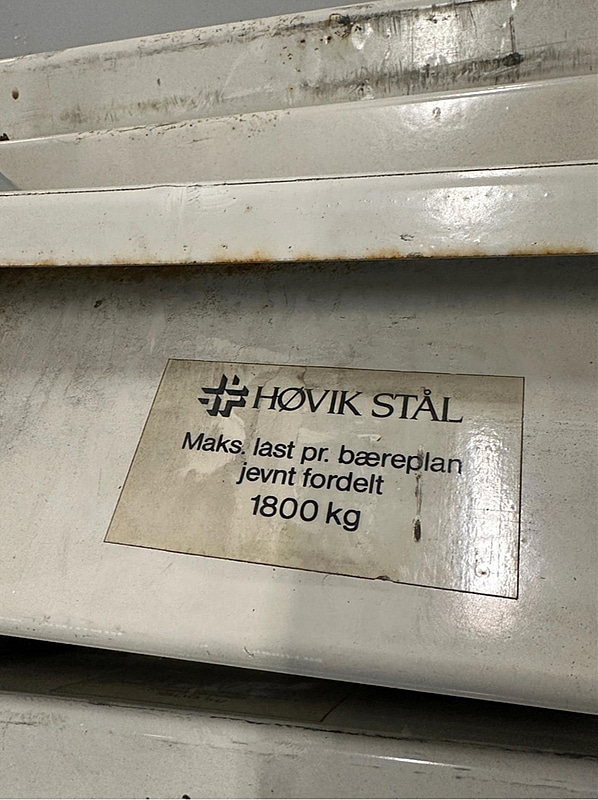 HØVIK STÅL
Maks. last pr. bæreplan
jevnt fordelt
1800 kg